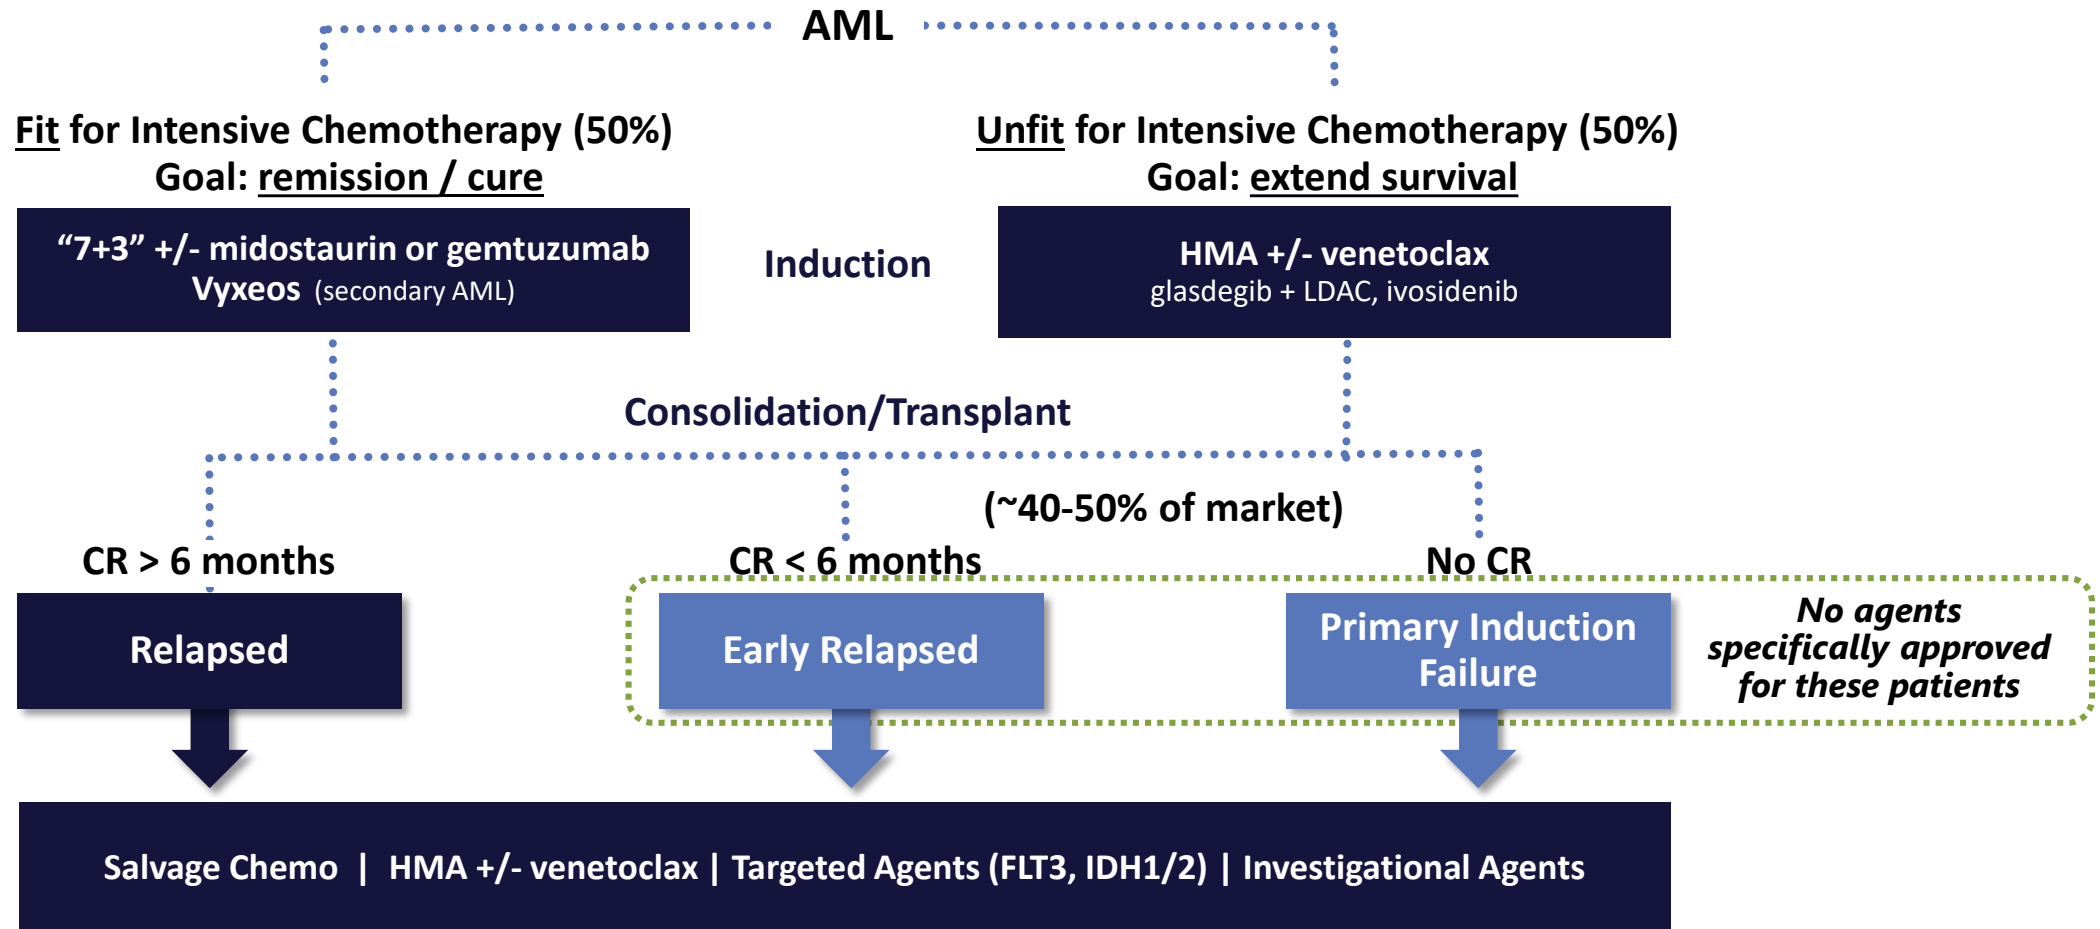 AML
Fit for Intensive Chemotherapy (50%)
Goal: remission / cure
Unfit for Intensive Chemotherapy (50%)
Goal: extend survival
“7+3” +/- midostaurin or gemtuzumab
Vyxeos (secondary AML)
Induction
HMA +/- venetoclax
glasdegib + LDAC, ivosidenib
Consolidation/Transplant
(~40-50% of market)
CR > 6 months
CR < 6 months
No CR
Relapsed
Early Relapsed
Primary Induction
Failure
No agents
specifically approved
for these patients
Salvage Chemo | HMA +/- venetoclax | Targeted Agents (FLT3, IDH1/2) | Investigational Agents